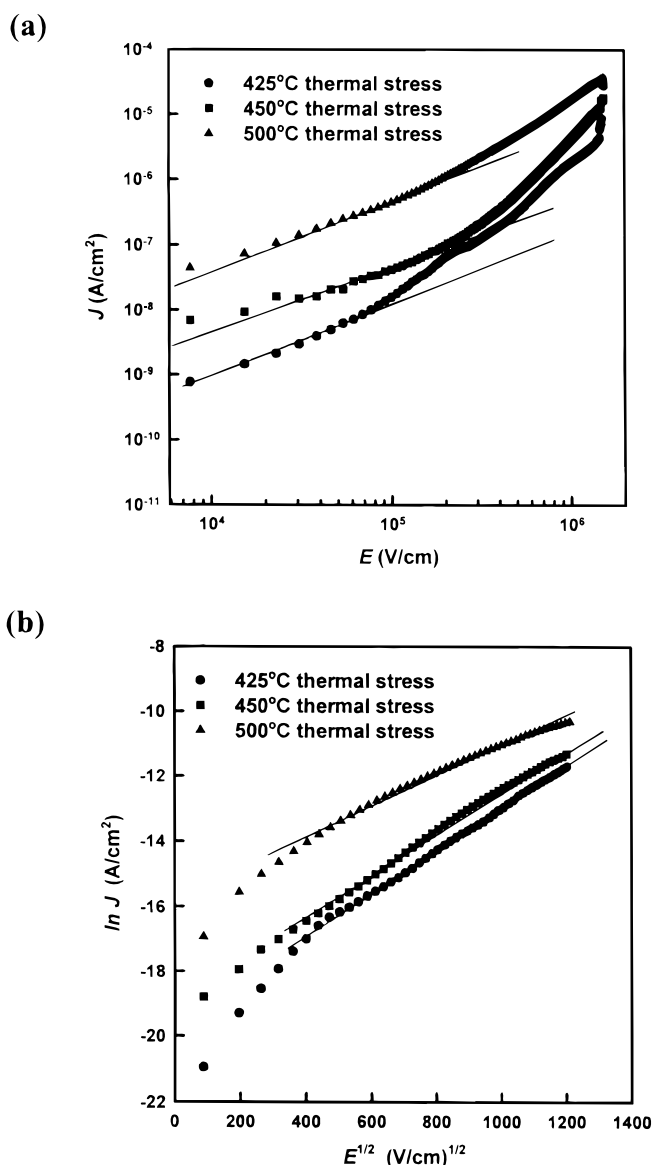 (a)
10⁻⁴
425°C thermal stress
450°C thermal stress
500°C thermal stress
10⁻⁵
10⁻⁶
10⁻⁷
10⁻⁸
10⁻⁹
10⁻¹⁰
10⁻¹¹
J (A/cm²)
10⁴ 10⁵ 10⁶
E (V/cm)
(b)
-8
425°C thermal stress
450°C thermal stress
500°C thermal stress
-10
-12
-14
-16
-18
-20
-22
ln J (A/cm²)
0 200 400 600 800 1000 1200 1400
E¹/² (V/cm)¹/²